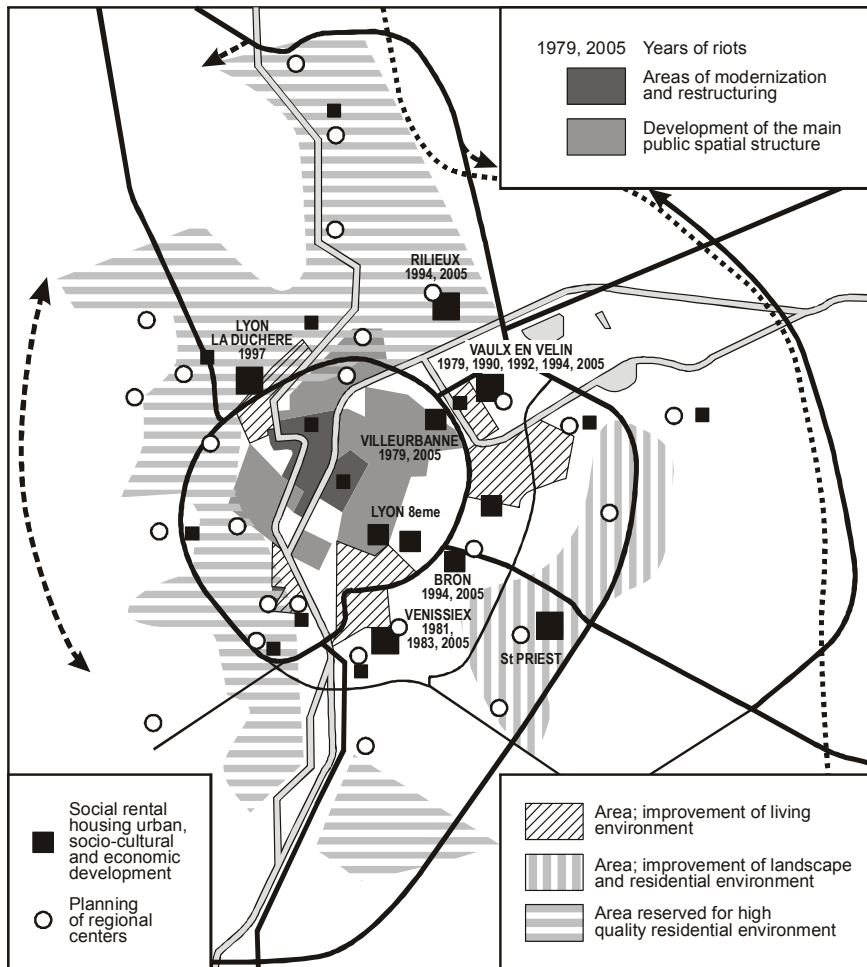 1979, 2005 Years of riots
Areas of modernization
and restructuring
Development of the main
public spatial structure
RILIEUX
1994, 2005
LYON
LA DUCHERE
1997
VAULX EN VELIN
1979, 1990, 1992, 1994, 2005
VILLEURBANNE
1979, 2005
LYON 8eme
BRON
1994, 2005
VENISSIEX
1981,
1983, 2005
St PRIEST
Social rental
housing urban,
socio-cultural
and economic
development
Planning
of regional
centers
Area; improvement of living
environment
Area; improvement of landscape
and residential environment
Area reserved for high
quality residential environment